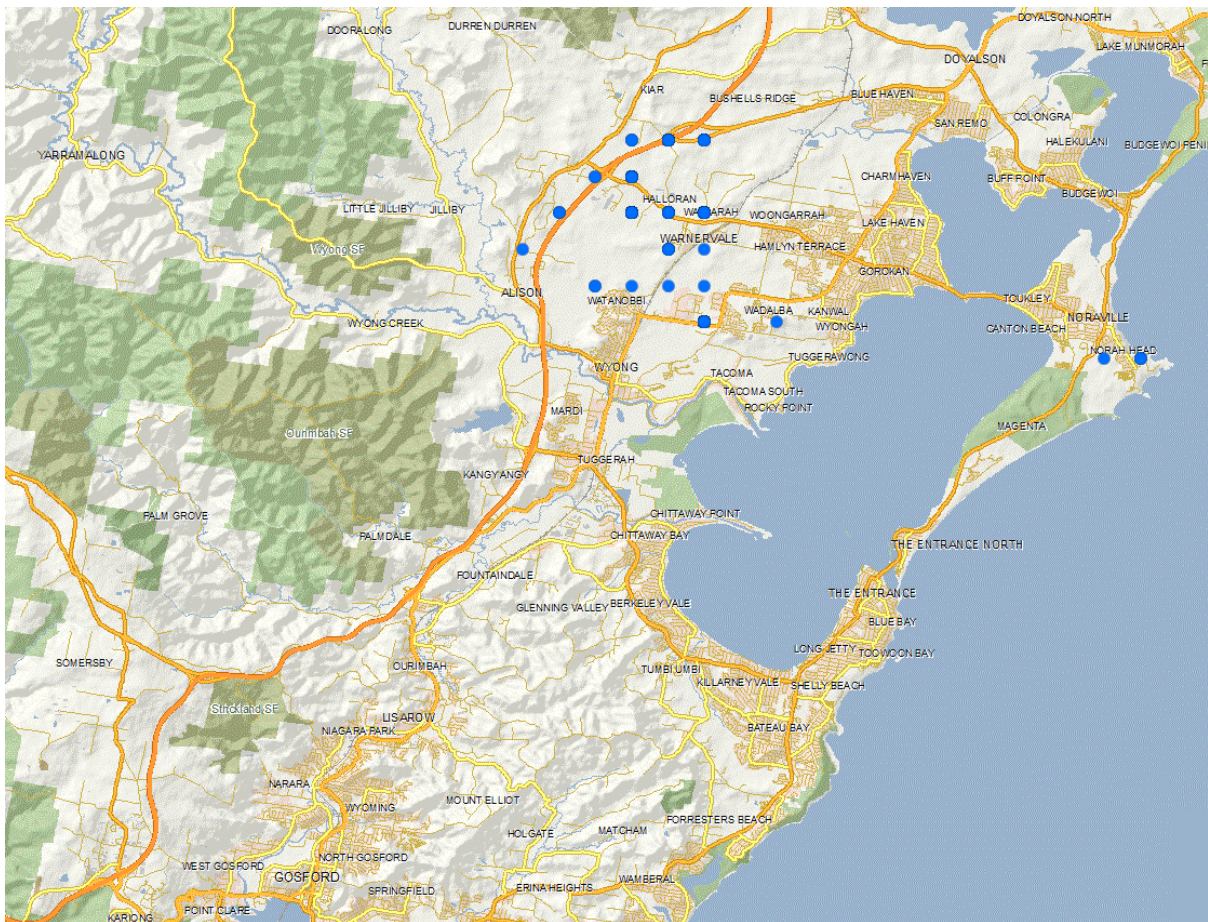 DOYALSON NORTH
DURREN DURREN
DOORALONG
LAKE MUNMORAH
DOYALSON
KIAR
BLUE HAVEN
BUSHELLS RIDGE
COLONGRA
SAN REMO
HALEKULANI
YARRAMALONG
BUDGEWOI PENI
CHARMHAVEN
BUFF POINT
BUDGEWOI
HALLORAN
LITTLE JILLIBY
JILLIBY
WOONGARRAH
LAKE HAVEN
WARNERVALE
HAMLYN TERRACE
Wyong SF
GOROKAN
ALISON
WATANOBBI
TOUKLEY
WADALBA
KANWAL
NORAVILLE
WYONG CREEK
WYONGAH
CANTON BEACH
NORAH HEAD
TUGGERAWONG
WYONG
TACOMA
TACOMA SOUTH
ROCKY POINT
MARDI
MAGENTA
Ourimbah SF
TUGGERAH
KANGY ANGY
PALM GROVE
CHITTAWAY POINT
PALMDALE
CHITTAWAY BAY
THE ENTRANCE NORTH
FOUNTAINDALE
THE ENTRANCE
GLENNING VALLEY
BERKELEY VALE
BLUE BAY
LONG JETTY
TOOWOON BAY
SOMERSBY
OURIMBAH
TUMBI UMBI
KILLARNEY VALE
SHELLY BEACH
Strickland SF
LISAROW
NIAGARA PARK
BATEAU BAY
NARARA
MOUNT ELLIOT
WYOMING
FORRESTERS BEACH
HOLGATE
MATCHAM
NORTH GOSFORD
WEST GOSFORD
GOSFORD
WAMBERAL
ERINA HEIGHTS
SPRINGFIELD
POINT CLARE
KARIONG